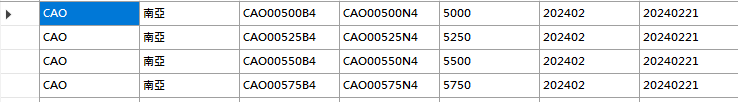 CAO 南亞 CAO00500B4 CAO00500N4 5000 202402 20240221
CAO 南亞 CAO00525B4 CAO00525N4 5250 202402 20240221
CAO 南亞 CAO00550B4 CAO00550N4 5500 202402 20240221
CAO 南亞 CAO00575B4 CAO00575N4 5750 202402 20240221